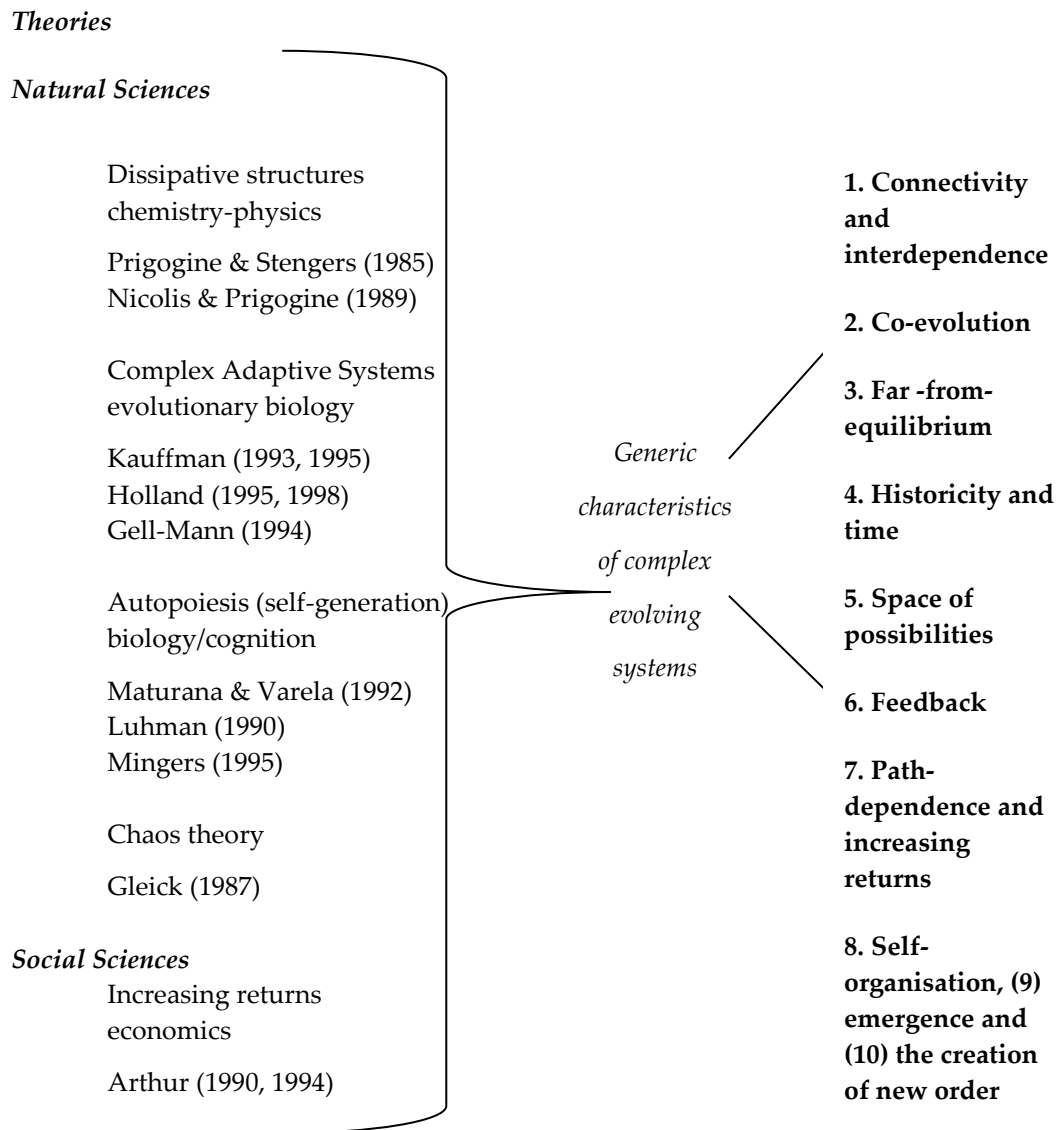 Theories
Natural Sciences
Dissipative structures
chemistry-physics
Prigogine & Stengers (1985)
Nicolis & Prigogine (1989)
Complex Adaptive Systems
evolutionary biology
Kauffman (1993, 1995)
Holland (1995, 1998)
Gell-Mann (1994)
Autopoiesis (self-generation)
biology/cognition
Maturana & Varela (1992)
Luhman (1990)
Mingers (1995)
Chaos theory
Gleick (1987)
Social Sciences
Increasing returns
economics
Arthur (1990, 1994)
Generic
characteristics
of complex
evolving
systems
1. Connectivity
and
interdependence
2. Co-evolution
3. Far -from-
equilibrium
4. Historicity and
time
5. Space of
possibilities
6. Feedback
7. Path-
dependence and
increasing
returns
8. Self-
organisation, (9)
emergence and
(10) the creation
of new order